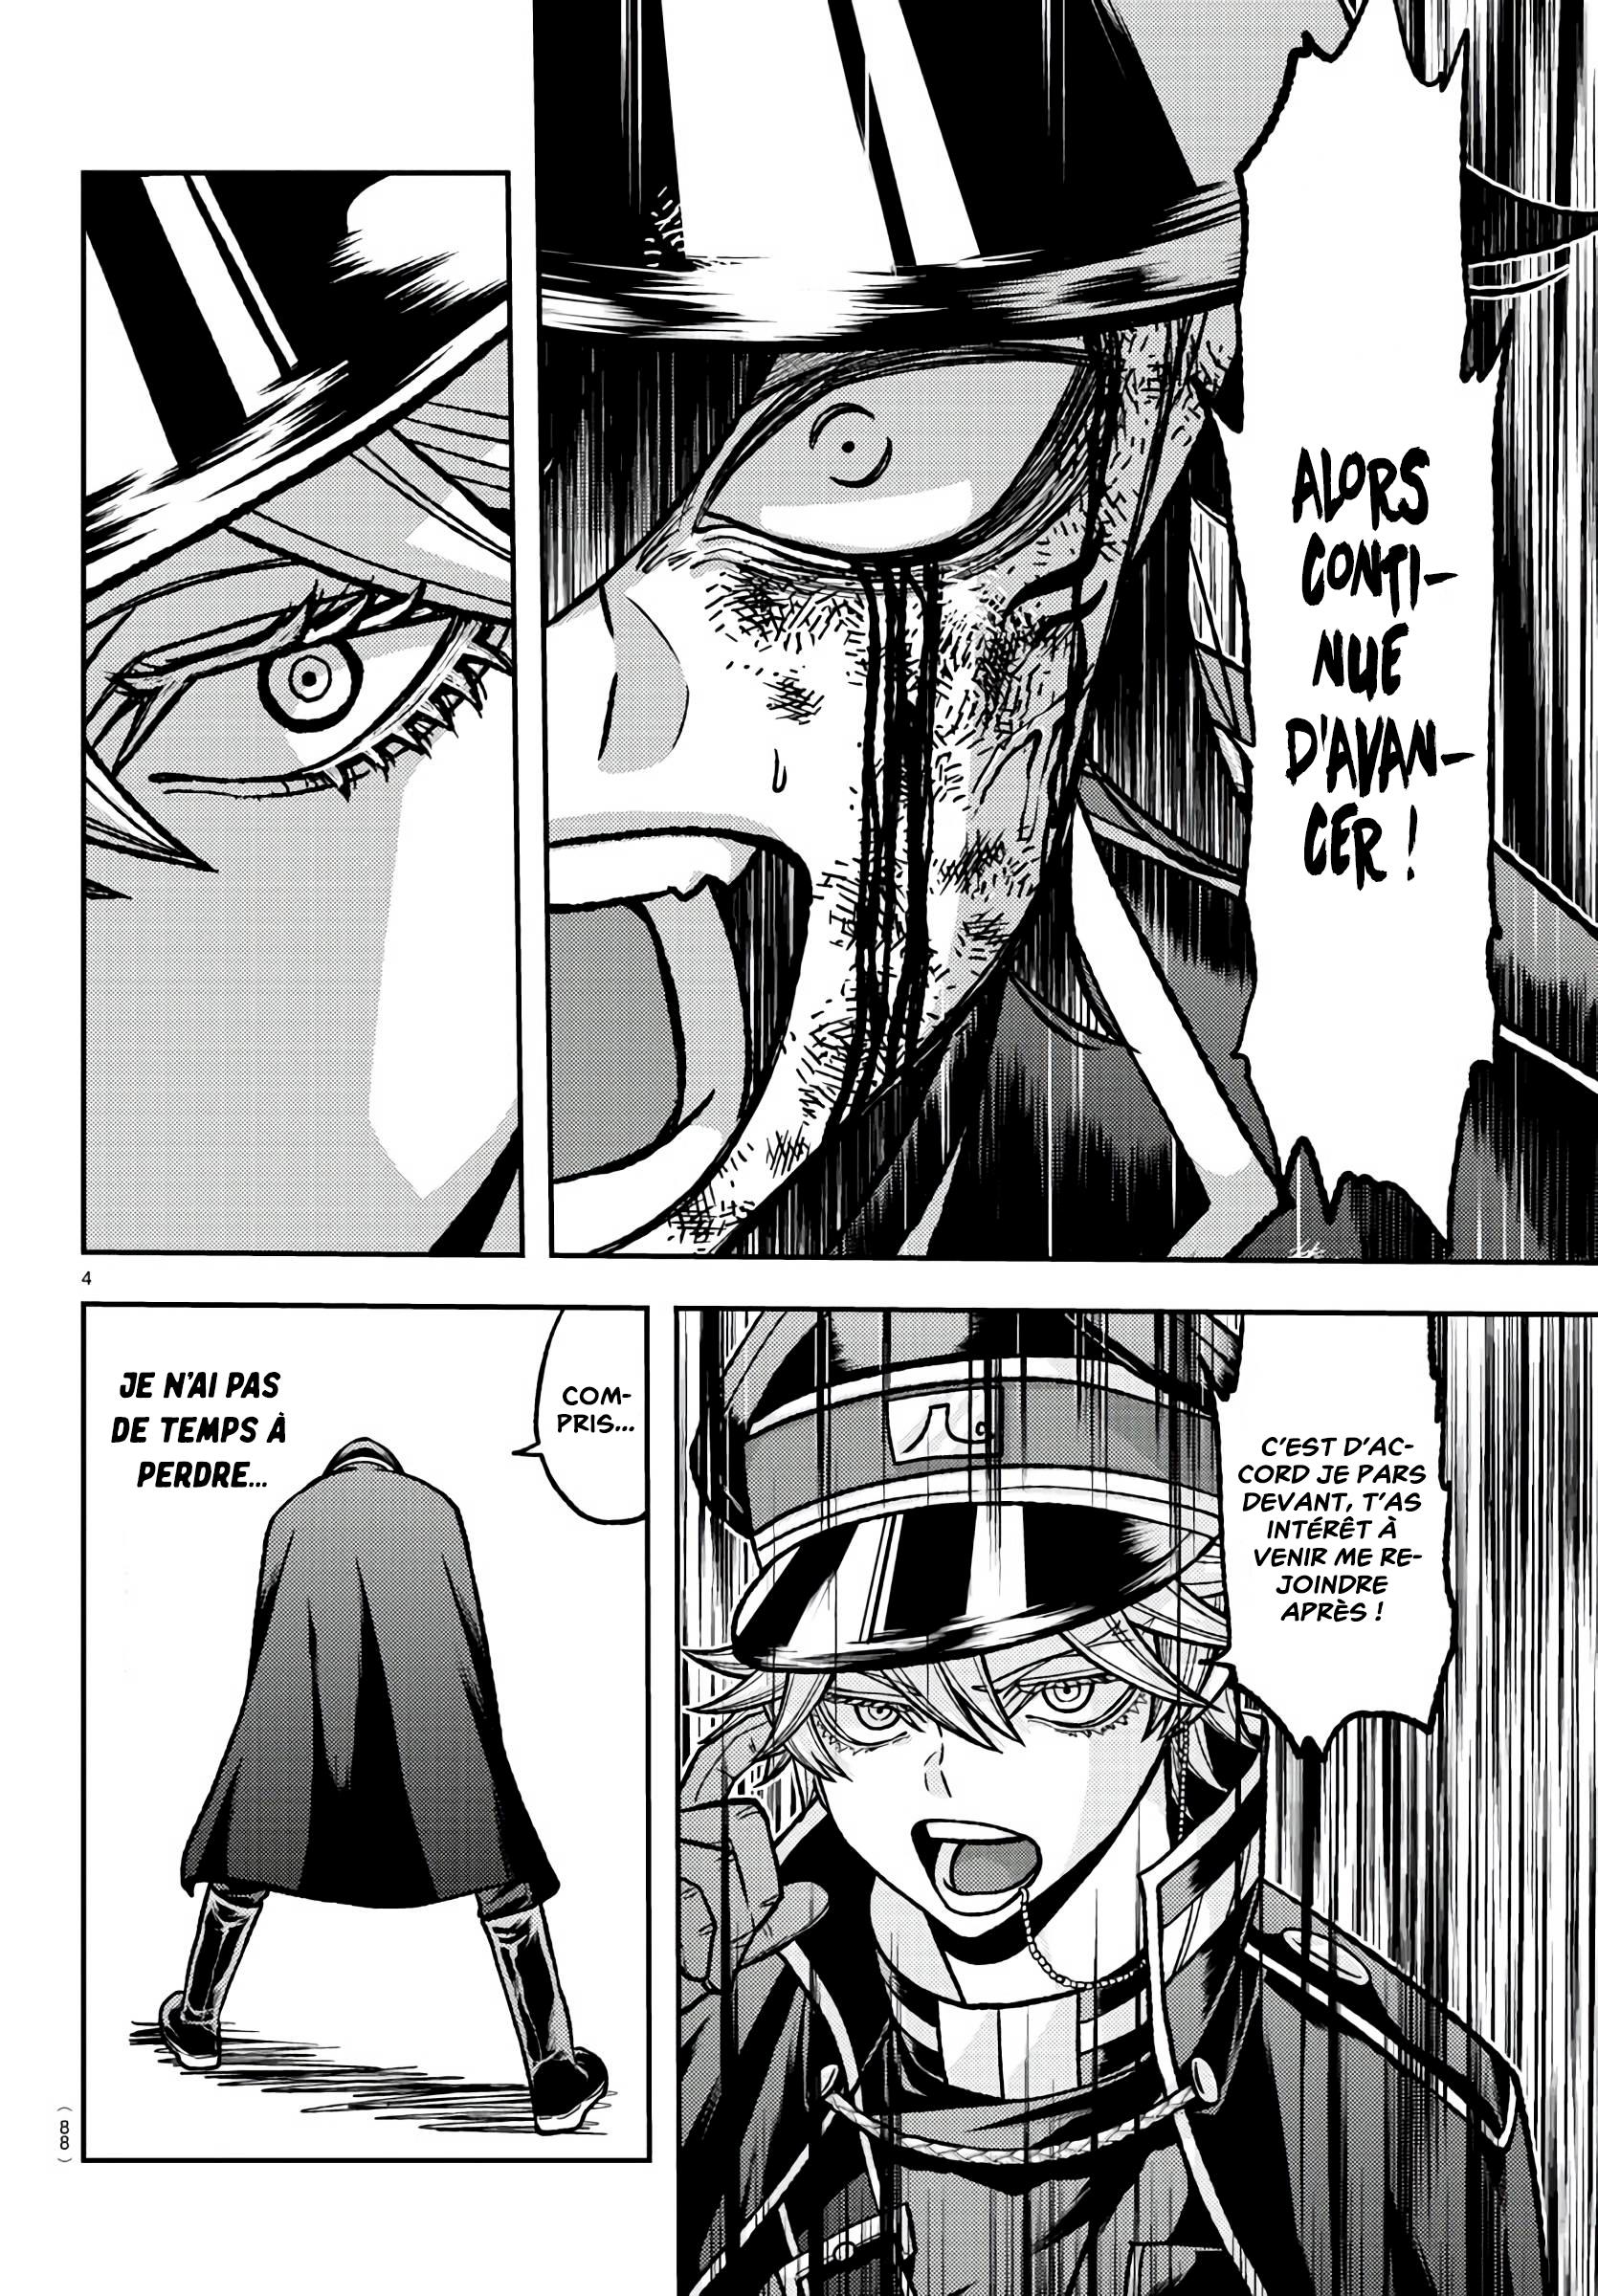 ALORS
CONTI-
NUE
D'AVAN-
CER !
4
C'EST D'AC-
CORD JE PARS
DEVANT, T'AS
INTÉRÊT À
VENIR ME RE-
JOINDRE
APRÈS !
八。
COM-
PRIS...
JE N'AI PAS
DE TEMPS À
PERDRE...
(88)